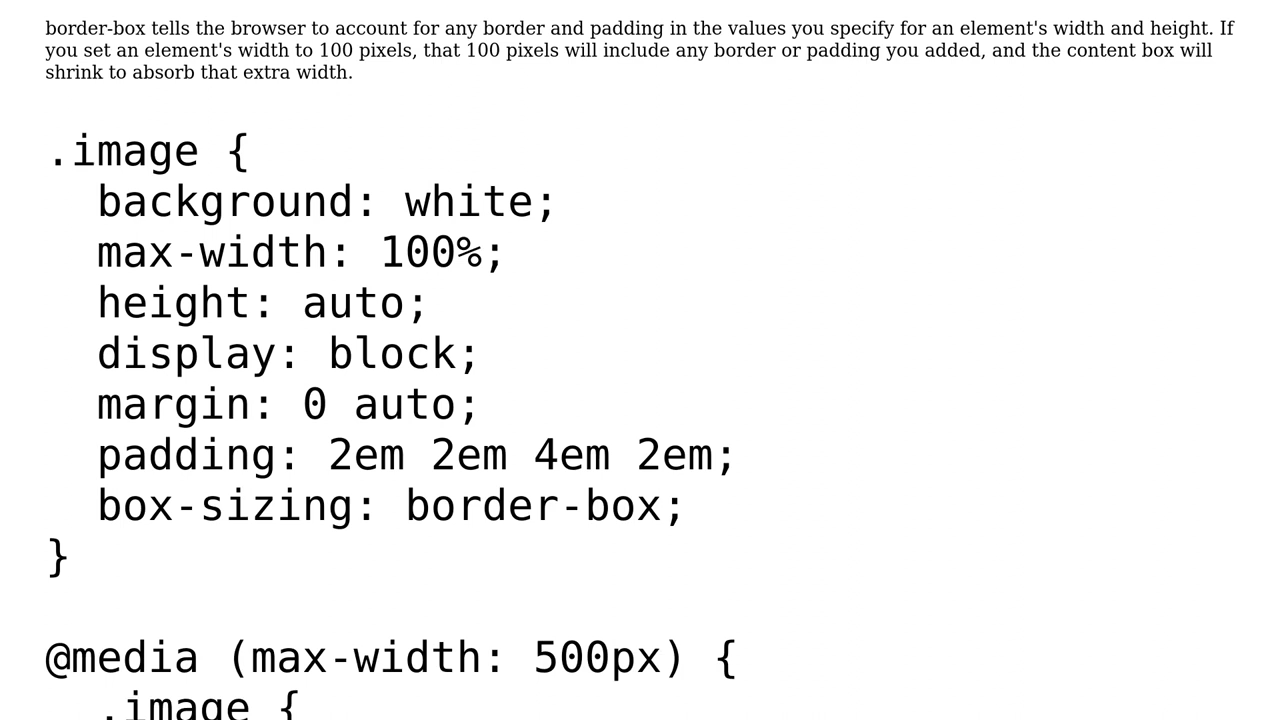 border-box tells the browser to account for any border and padding in the values you specify for an element's width and height. If
you set an element's width to 100 pixels, that 100 pixels will include any border or padding you added, and the content box will
shrink to absorb that extra width.
.image {
  background: white;
  max-width: 100%;
  height: auto;
  display: block;
  margin: 0 auto;
  padding: 2em 2em 4em 2em;
  box-sizing: border-box;
}
@media (max-width: 500px) {
  .image {